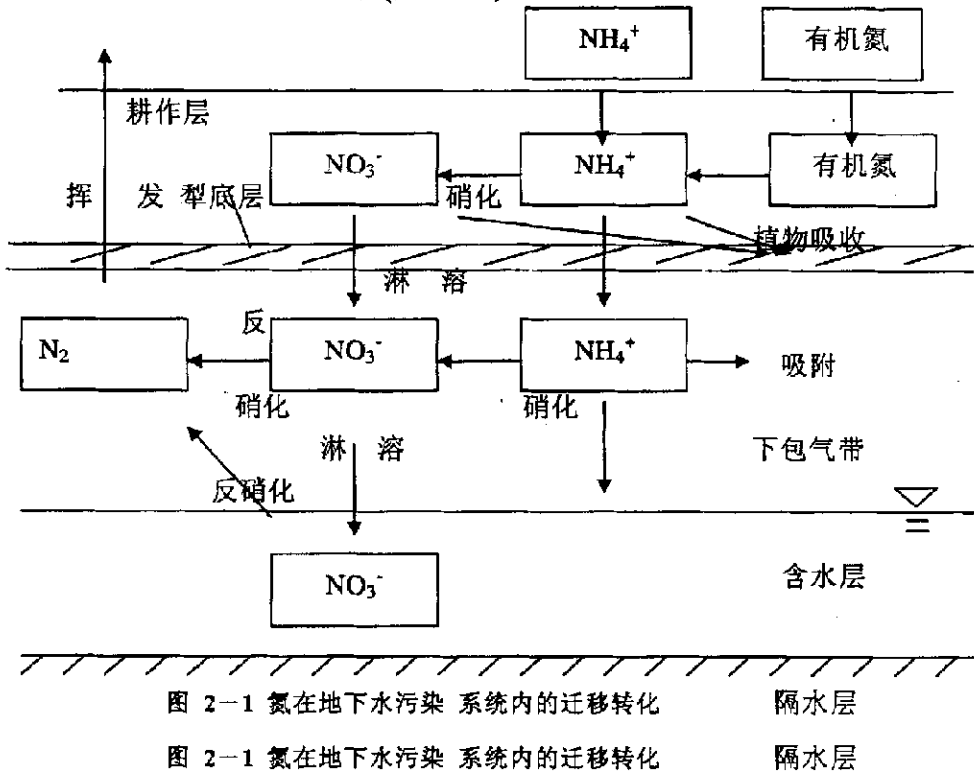 NH₄⁺ 有机氮
耕作层
NO₃⁻ NH₄⁺ 有机氮
挥 发 犁底层 硝化
植物吸收
淋 溶
反
N₂ NO₃⁻ NH₄⁺ 吸附
硝化 硝化
淋 溶 下包气带
反硝化
含水层
NO₃⁻
图 2－1 氮在地下水污染 系统内的迁移转化 隔水层
图 2－1 氮在地下水污染 系统内的迁移转化 隔水层